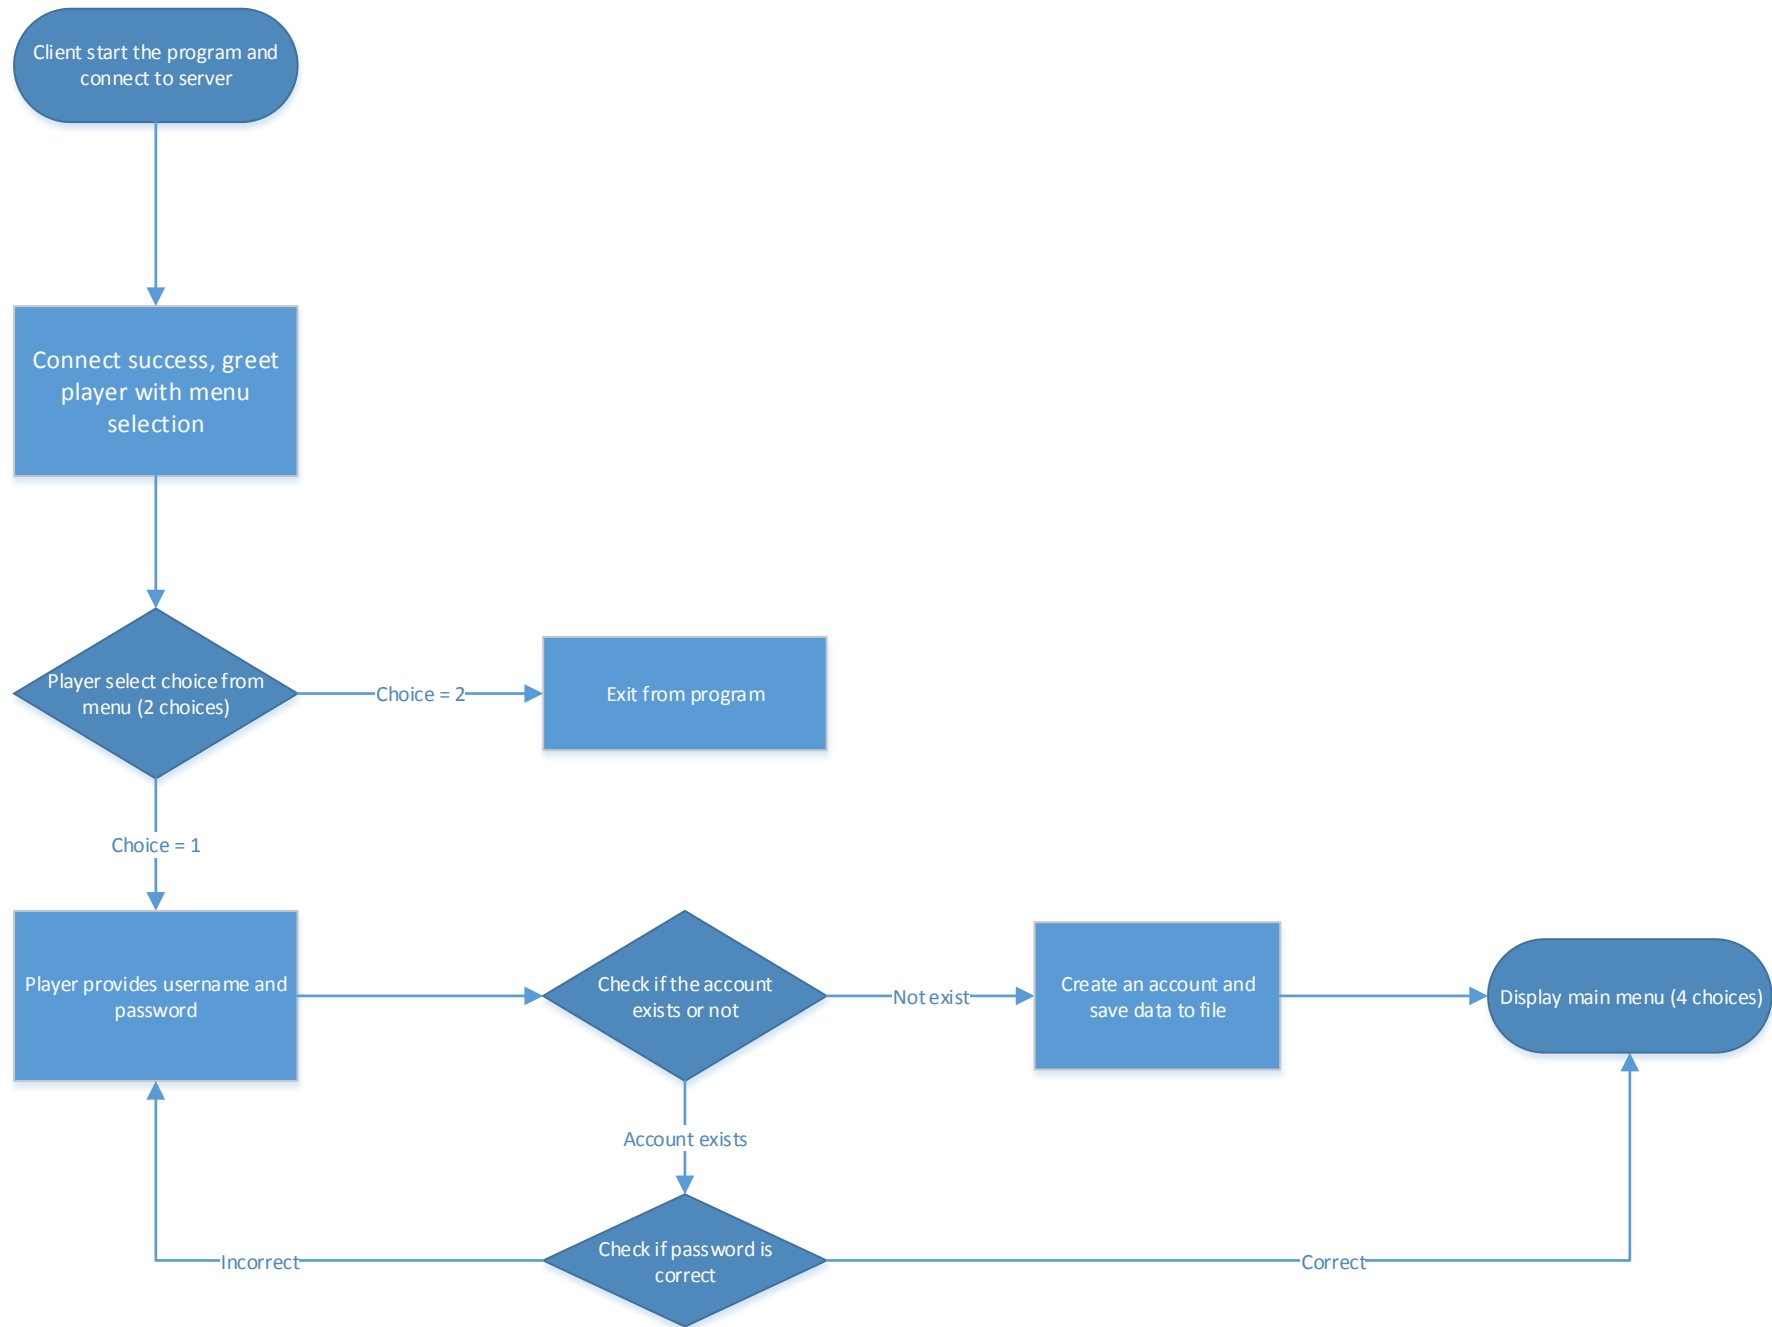 Client start the program and
connect to server
Connect success, greet
player with menu
selection
Player select choice from
menu (2 choices)
Choice = 2
Exit from program
Choice = 1
Player provides username and
password
Check if the account
exists or not
Not exist
Create an account and
save data to file
Display main menu (4 choices)
Account exists
Check if password is
correct
Incorrect
Correct